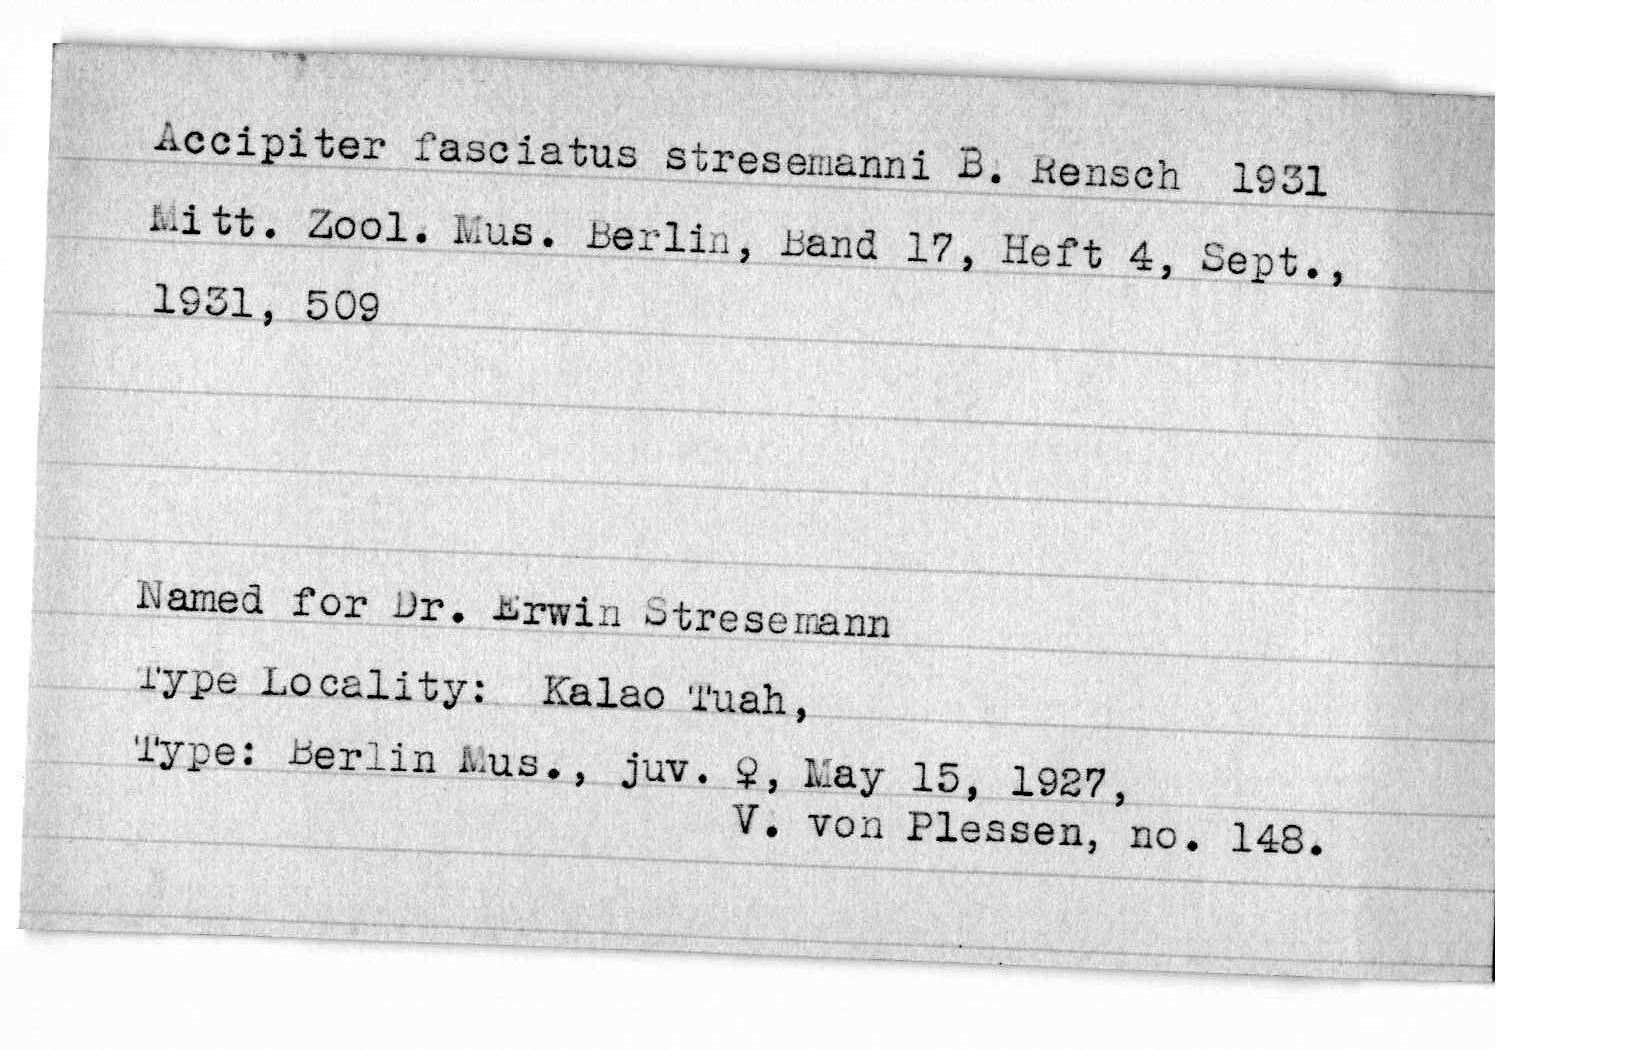 Accipiter fasciatus stresemanni B. Rensch 1931
Mitt. Zool. Mus. Berlin, Band 17, Heft 4, Sept.,
1931, 509
Named for Dr. Erwin Stresemann
Type Locality: Kalao Tuah,
Type: Berlin Mus., juv. ♀, May 15, 1927,
V. von Plessen, no. 148.